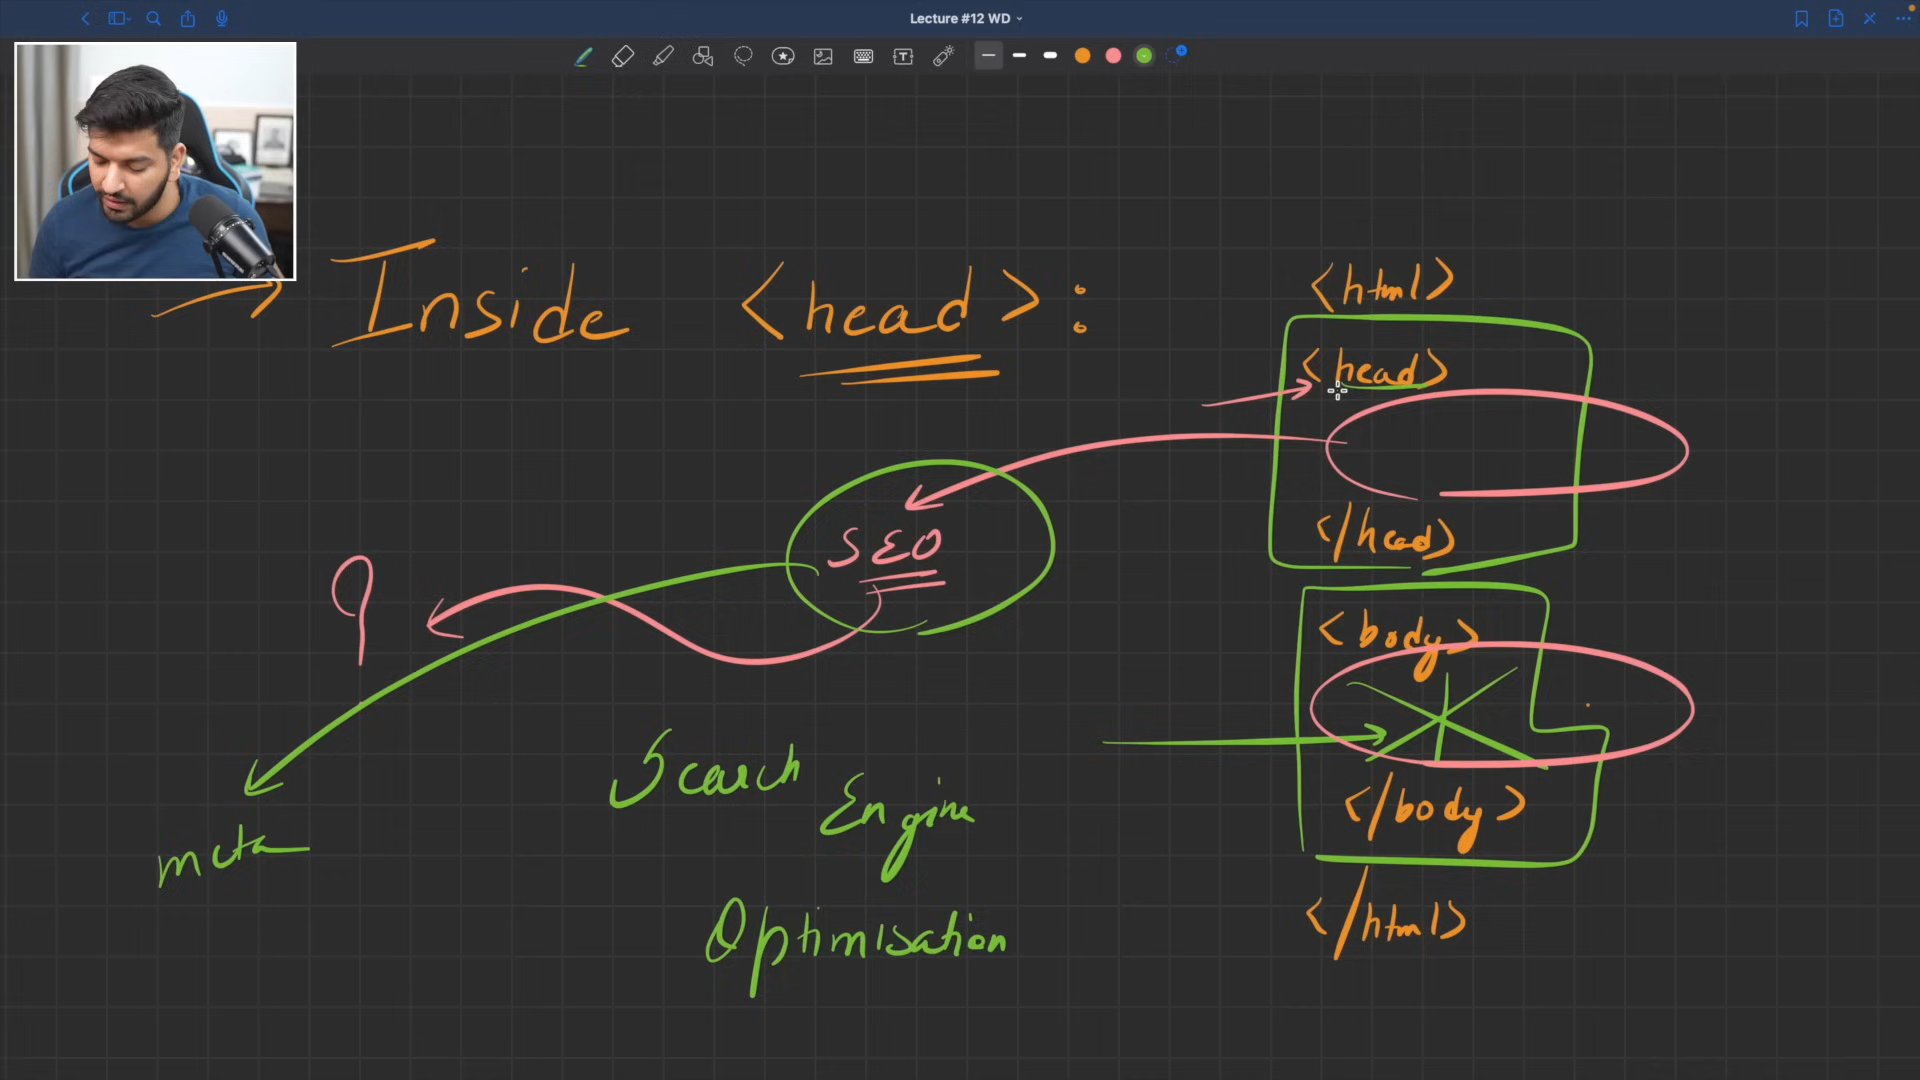 Lecture #12 WD
Inside <head> :
<html>
<head>
</head>
<body>
</body>
</html>
SEO
?
meta
Search
Engine
Optimisation